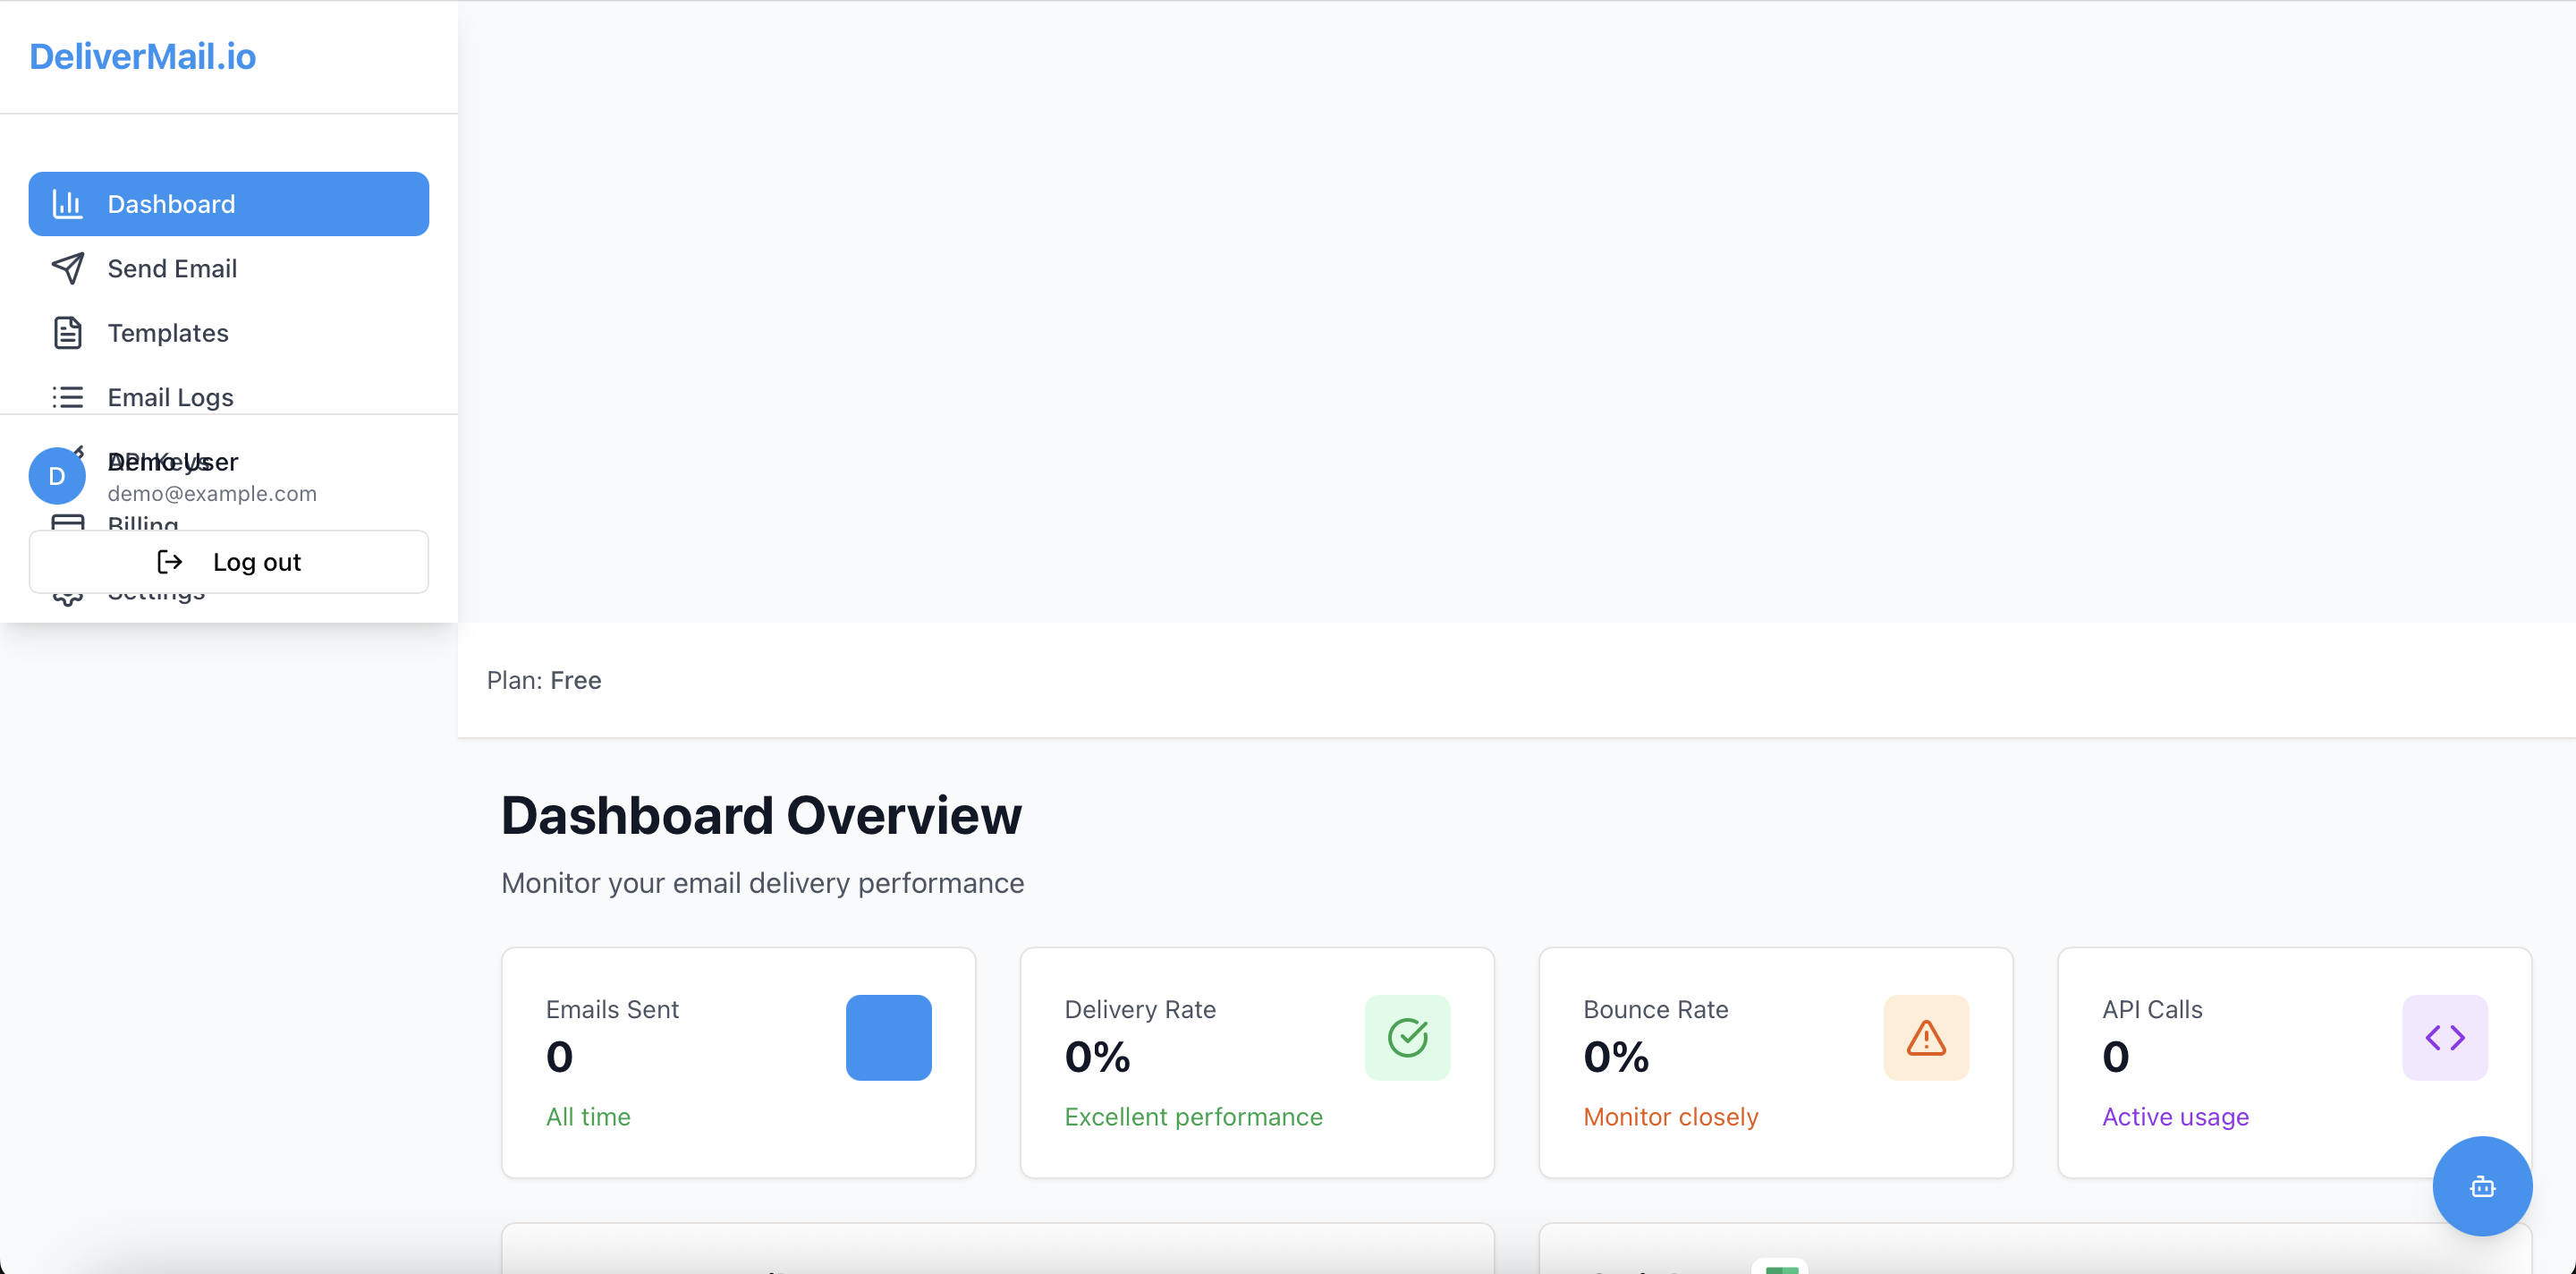 DeliverMail.io
Dashboard
Send Email
Templates
Email Logs
API Keys
Demo User
D
demo@example.com
Billing
Log out
Settings
Plan: Free
Dashboard Overview
Monitor your email delivery performance
Emails Sent
0
All time
Delivery Rate
0%
Excellent performance
Bounce Rate
0%
Monitor closely
API Calls
0
Active usage